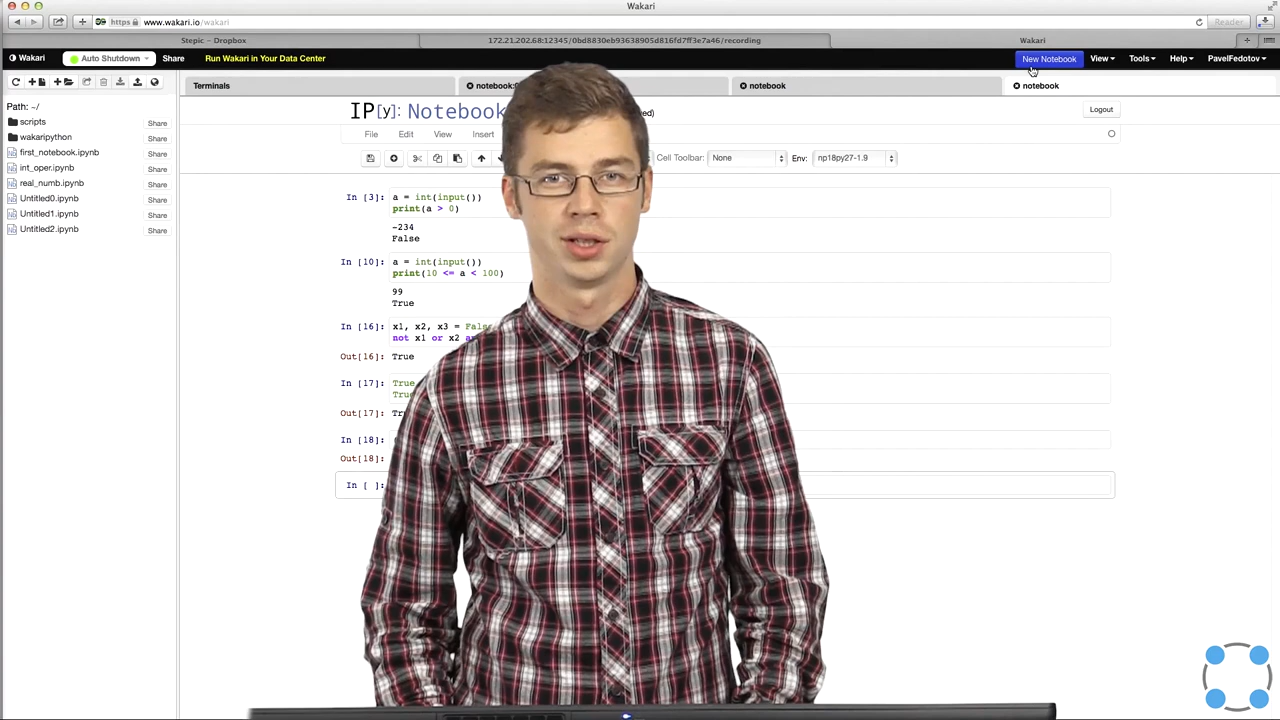 Wakari
https www.wakari.io/wakari
Reader
Stepic - Dropbox
172.21.202.68:12345/0bd8830eb93638905d816fd7ff3e7a46/recording
Wakari
Wakari
Auto Shutdown
Share
Run Wakari in Your Data Center
New Notebook
View
Tools
Help
PavelFedotov
Terminals
notebook:
notebook
notebook
Path: ~/
scripts Share
wakaripython Share
first_notebook.ipynb Share
int_oper.ipynb Share
real_numb.ipynb Share
Untitled0.ipynb Share
Untitled1.ipynb Share
Untitled2.ipynb Share
IP[y]: Notebook
Logout
File Edit View Insert
Cell Toolbar: None Env: np18py27-1.9
In [3]: a = int(input())
print(a > 0)
-234
False
In [10]: a = int(input())
print(10 <= a < 100)
99
True
In [16]: x1, x2, x3 = False
not x1 or x2
Out[16]: True
In [17]: True
True
Out[17]:
In [18]:
Out[18]:
In [ ]: